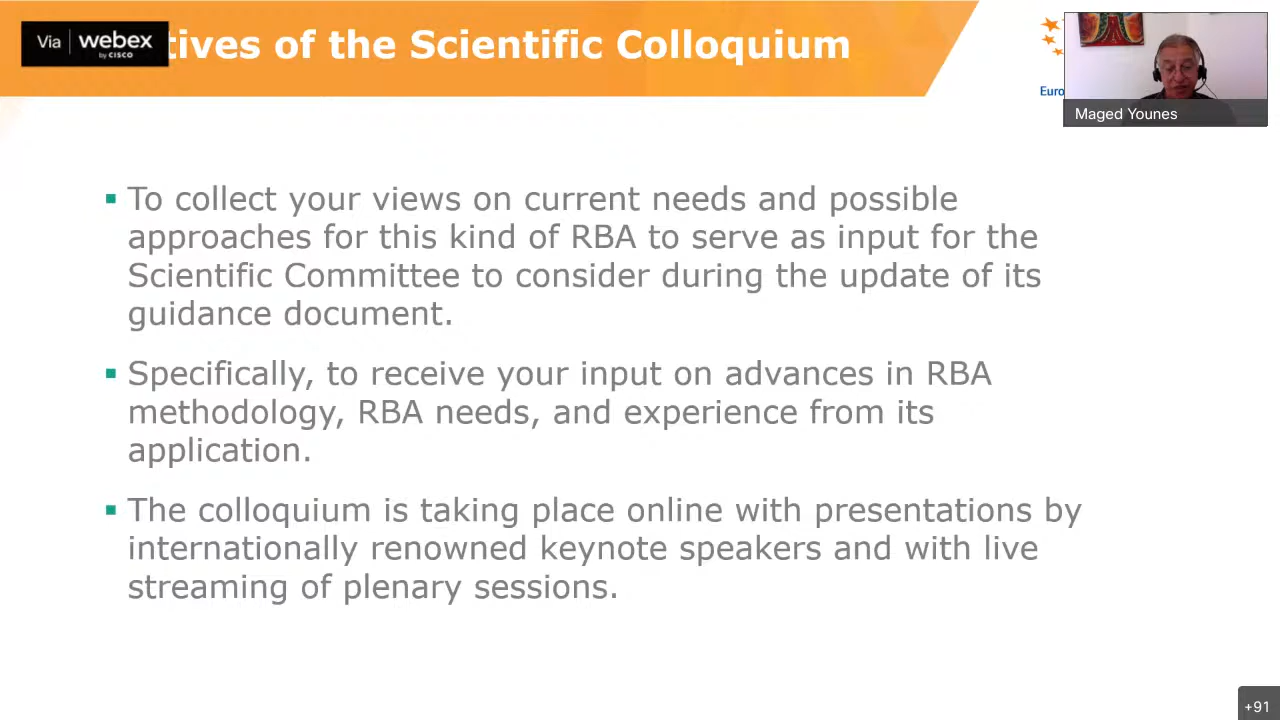 Via webex
by CISCO
tives of the Scientific Colloquium
Euro
Maged Younes
▪ To collect your views on current needs and possible
approaches for this kind of RBA to serve as input for the
Scientific Committee to consider during the update of its
guidance document.
▪ Specifically, to receive your input on advances in RBA
methodology, RBA needs, and experience from its
application.
▪ The colloquium is taking place online with presentations by
internationally renowned keynote speakers and with live
streaming of plenary sessions.
+91